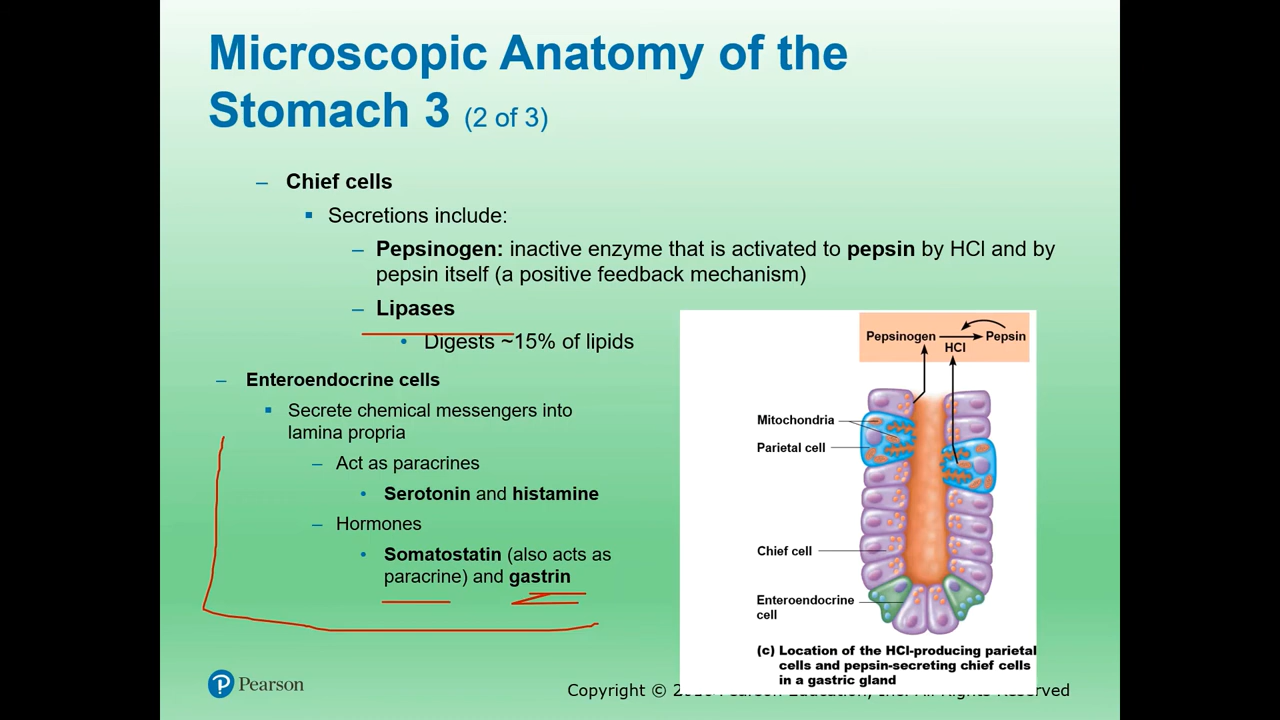 Microscopic Anatomy of the
Stomach 3 (2 of 3)
– Chief cells
▪ Secretions include:
– Pepsinogen: inactive enzyme that is activated to pepsin by HCl and by
pepsin itself (a positive feedback mechanism)
– Lipases
• Digests ~15% of lipids
– Enteroendocrine cells
▪ Secrete chemical messengers into
lamina propria
– Act as paracrines
• Serotonin and histamine
– Hormones
• Somatostatin (also acts as
paracrine) and gastrin
Pepsinogen
Pepsin
HCl
Mitochondria
Parietal cell
Chief cell
Enteroendocrine
cell
(c) Location of the HCl-producing parietal
cells and pepsin-secreting chief cells
in a gastric gland
Pearson
Copyright © Pearson Education, Inc. All Rights Reserved